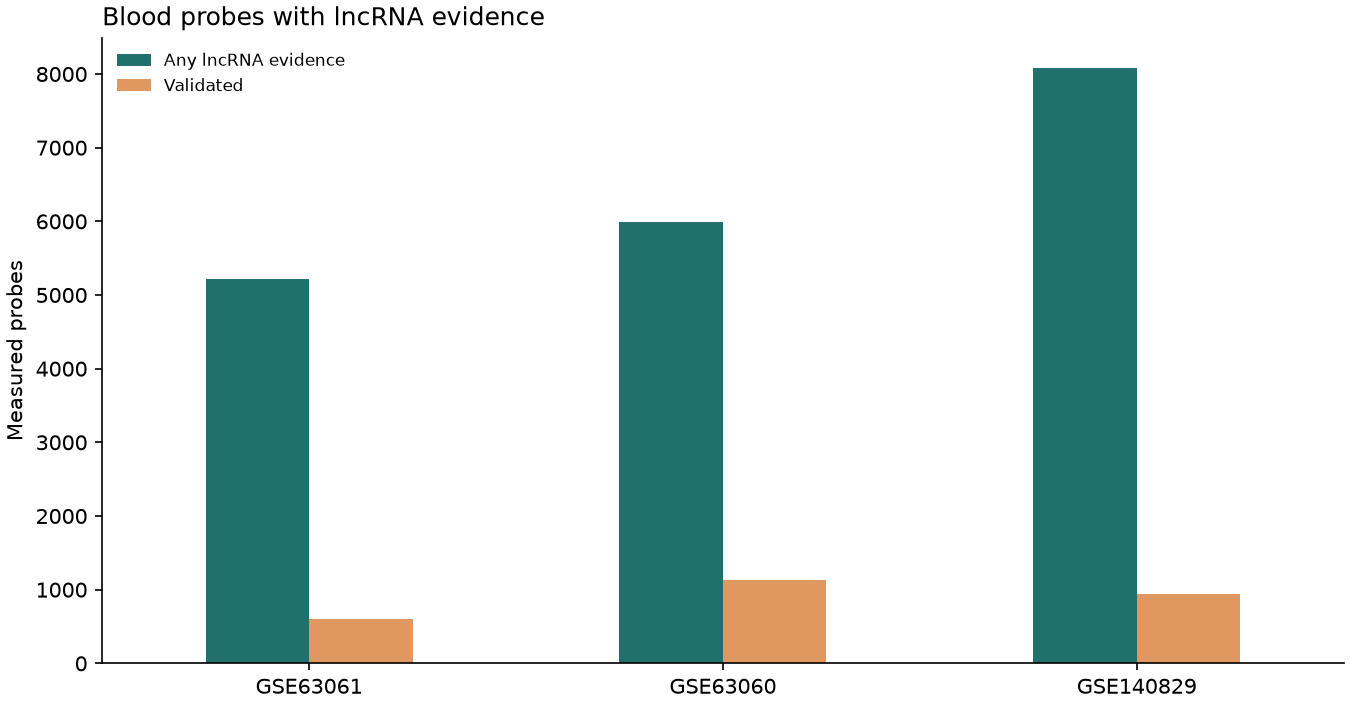 Blood probes with lncRNA evidence
Any lncRNA evidence
Validated
Measured probes
8000
7000
6000
5000
4000
3000
2000
1000
0
GSE63061
GSE63060
GSE140829